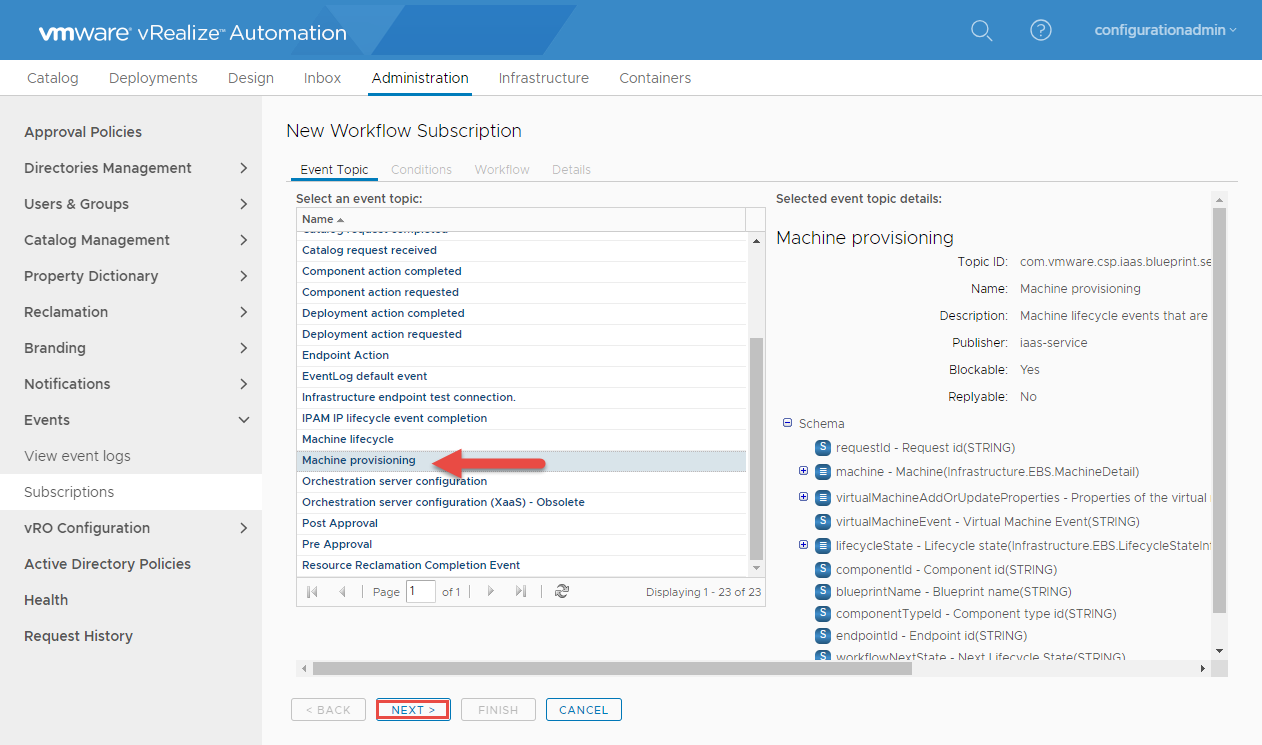 vmware vRealize™ Automation
configurationadmin
Catalog Deployments Design Inbox Administration Infrastructure Containers
Approval Policies
Directories Management
Users & Groups
Catalog Management
Property Dictionary
Reclamation
Branding
Notifications
Events
View event logs
Subscriptions
vRO Configuration
Active Directory Policies
Health
Request History
New Workflow Subscription
Event Topic Conditions Workflow Details
Select an event topic:
Name
Catalog request completed
Catalog request received
Component action completed
Component action requested
Deployment action completed
Deployment action requested
Endpoint Action
EventLog default event
Infrastructure endpoint test connection.
IPAM IP lifecycle event completion
Machine lifecycle
Machine provisioning
Orchestration server configuration
Orchestration server configuration (XaaS) - Obsolete
Post Approval
Pre Approval
Resource Reclamation Completion Event
Page 1 of 1
Displaying 1 - 23 of 23
Selected event topic details:
Machine provisioning
Topic ID: com.vmware.csp.iaas.blueprint.se
Name: Machine provisioning
Description: Machine lifecycle events that are
Publisher: iaas-service
Blockable: Yes
Replyable: No
Schema
S requestId - Request id(STRING)
machine - Machine(Infrastructure.EBS.MachineDetail)
virtualMachineAddOrUpdateProperties - Properties of the virtual
S virtualMachineEvent - Virtual Machine Event(STRING)
lifecycleState - Lifecycle state(Infrastructure.EBS.LifecycleStateIn
S componentId - Component id(STRING)
S blueprintName - Blueprint name(STRING)
S componentTypeId - Component type id(STRING)
S endpointId - Endpoint id(STRING)
S workflowNextState - Next Lifecycle State(STRING)
< BACK NEXT > FINISH CANCEL